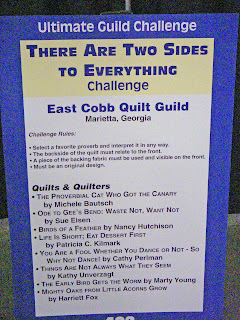 Ultimate Guild Challenge
THERE ARE TWO SIDES
TO EVERYTHING
Challenge
East Cobb Quilt Guild
Marietta, Georgia
Challenge Rules:
• Select a favorite proverb and interpret it in any way.
• The backside of the quilt must relate to the front.
• A piece of the backing fabric must be used and visible on the front.
• Must be an original design.
Quilts & Quilters
• THE PROVERBIAL CAT WHO GOT THE CANARY
by Michele Bautsch
• ODE TO GEE'S BEND: WASTE NOT, WANT NOT
by Sue Elsen
• BIRDS OF A FEATHER by Nancy Hutchison
• LIFE IS SHORT; EAT DESSERT FIRST
by Patricia C. Kilmark
• YOU ARE A FOOL WHETHER YOU DANCE OR NOT - SO
WHY NOT DANCE! by Cathy Perlman
• THINGS ARE NOT ALWAYS WHAT THEY SEEM
by Kathy Unverzagt
• THE EARLY BIRD GETS THE WORM by Marty Young
• MIGHTY OAKS FROM LITTLE ACORNS GROW
by Harriett Fox